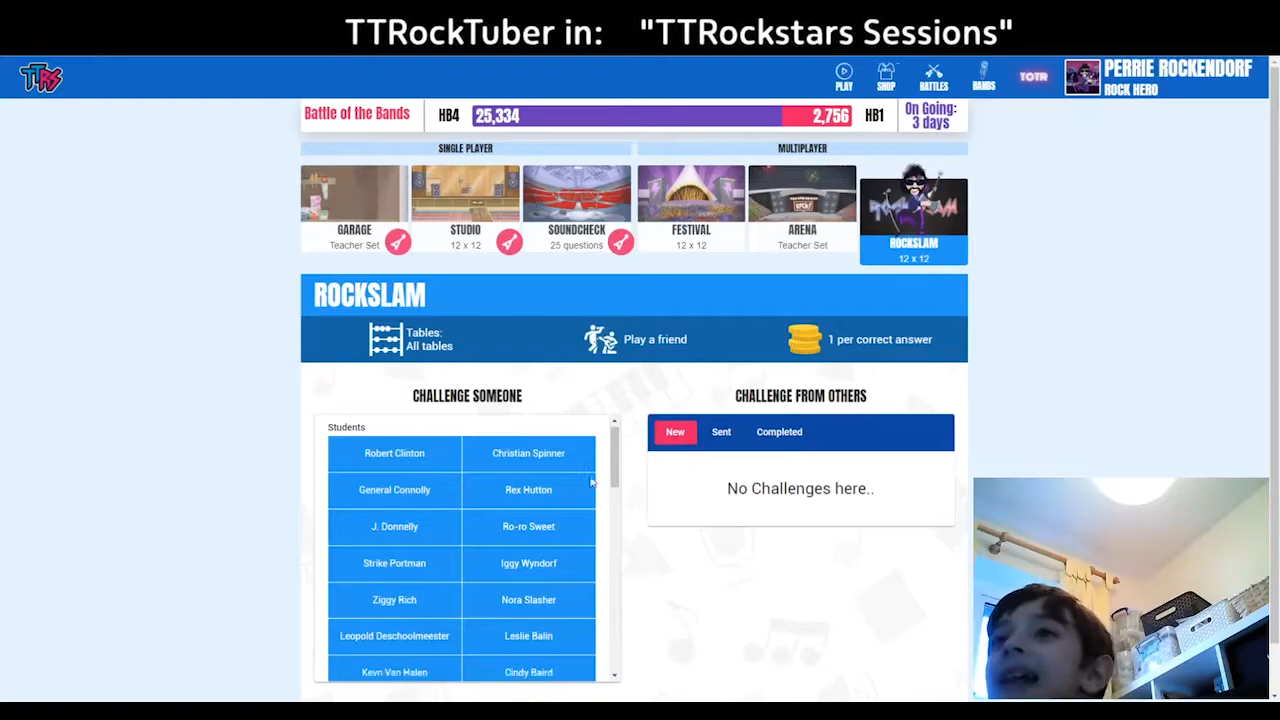 TTRockTuber in: "TTRockstars Sessions"
TTRS
PLAY SHOP BATTLES BANDS TOTR
PERRIE ROCKENDORF
ROCK HERO
Battle of the Bands HB4 25,334 2,756 HB1 On Going: 3 days
SINGLE PLAYER MULTIPLAYER
GARAGE STUDIO SOUNDCHECK FESTIVAL ARENA ROCKSLAM
Teacher Set 12 x 12 25 questions 12 x 12 Teacher Set 12 x 12
ROCKSLAM
Tables:
All tables
Play a friend
1 per correct answer
CHALLENGE SOMEONE
Students
Robert Clinton Christian Spinner
General Connolly Rex Hutton
J. Donnelly Ro-ro Sweet
Strike Portman Iggy Wyndorf
Ziggy Rich Nora Slasher
Leopold Deschoolmeester Leslie Balin
Kevn Van Halen Cindy Baird
CHALLENGE FROM OTHERS
New Sent Completed
No Challenges here..